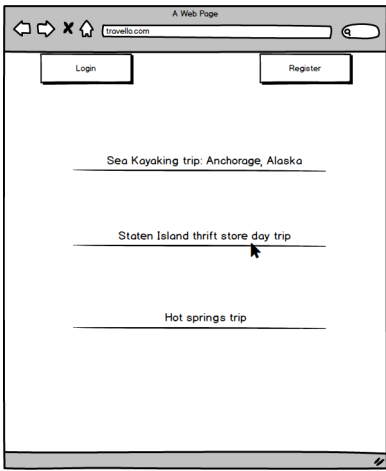 A Web Page
travello.com
Login
Register
Sea Kayaking trip: Anchorage, Alaska
Staten Island thrift store day trip
Hot springs trip